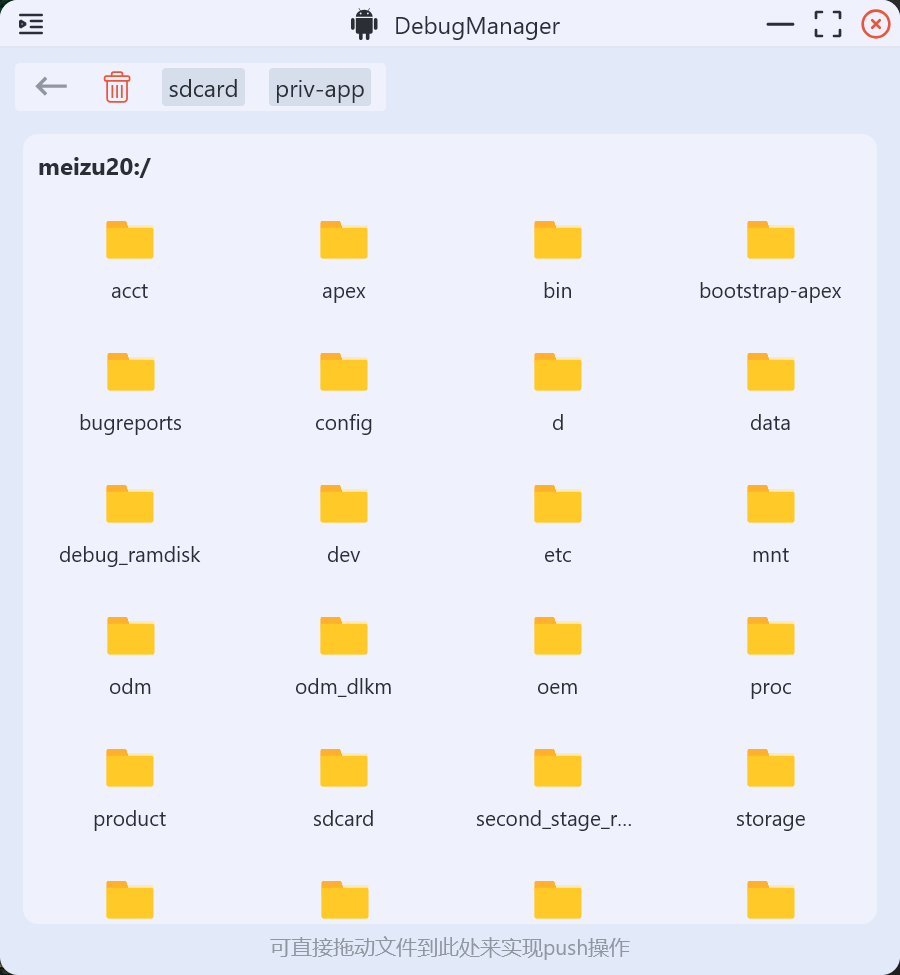 DebugManager
sdcard priv-app
meizu20:/
acct apex bin bootstrap-apex
bugreports config d data
debug_ramdisk dev etc mnt
odm odm_dlkm oem proc
product sdcard second_stage_r... storage
可直接拖动文件到此处来实现push操作